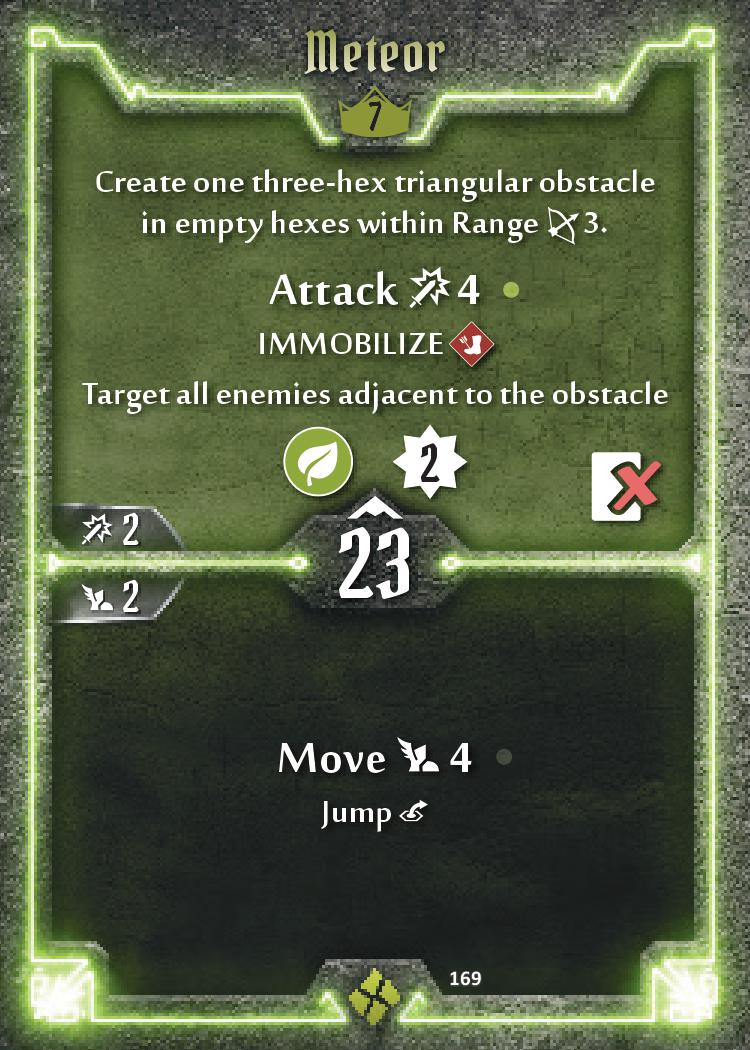 Meteor
7
Create one three-hex triangular obstacle
in empty hexes within Range 3.
Attack 4
IMMOBILIZE
Target all enemies adjacent to the obstacle
2
2
23
2
Move 4
Jump
169